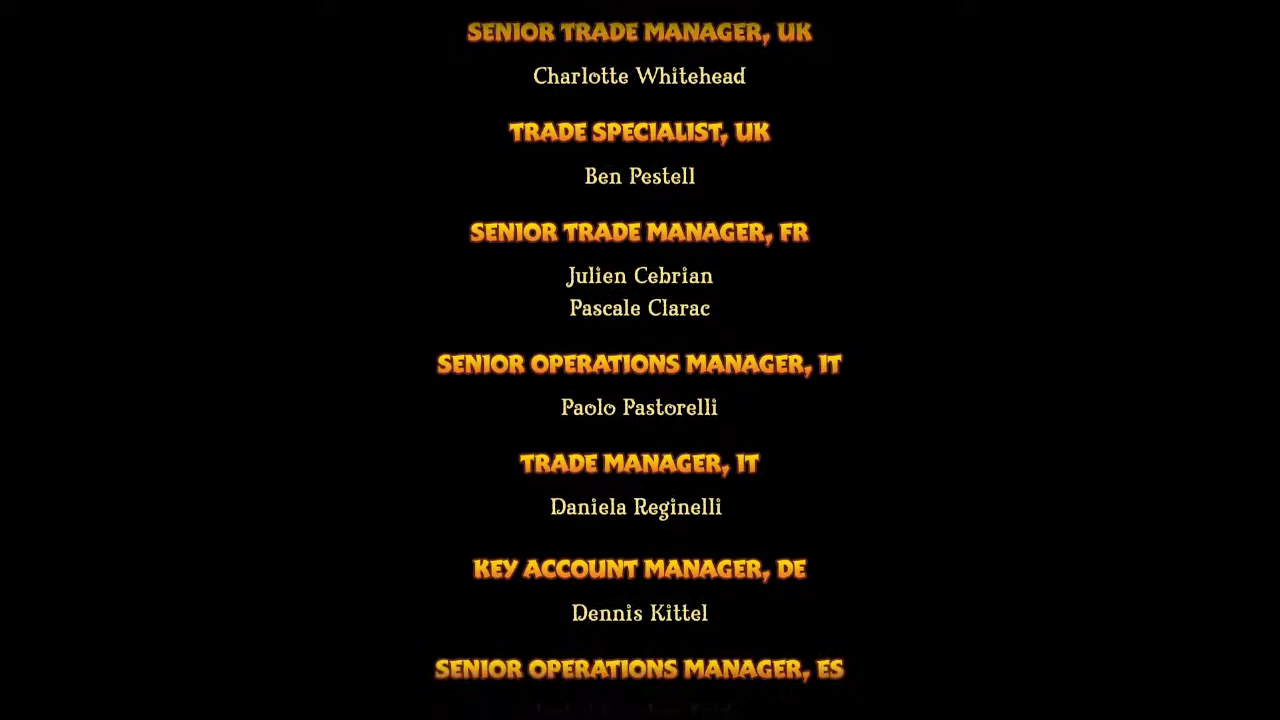 SENIOR TRADE MANAGER, UK
Charlotte Whitehead
TRADE SPECIALIST, UK
Ben Pestell
SENIOR TRADE MANAGER, FR
Julien Cebrian
Pascale Clarac
SENIOR OPERATIONS MANAGER, IT
Paolo Pastorelli
TRADE MANAGER, IT
Daniela Reginelli
KEY ACCOUNT MANAGER, DE
Dennis Kittel
SENIOR OPERATIONS MANAGER, ES